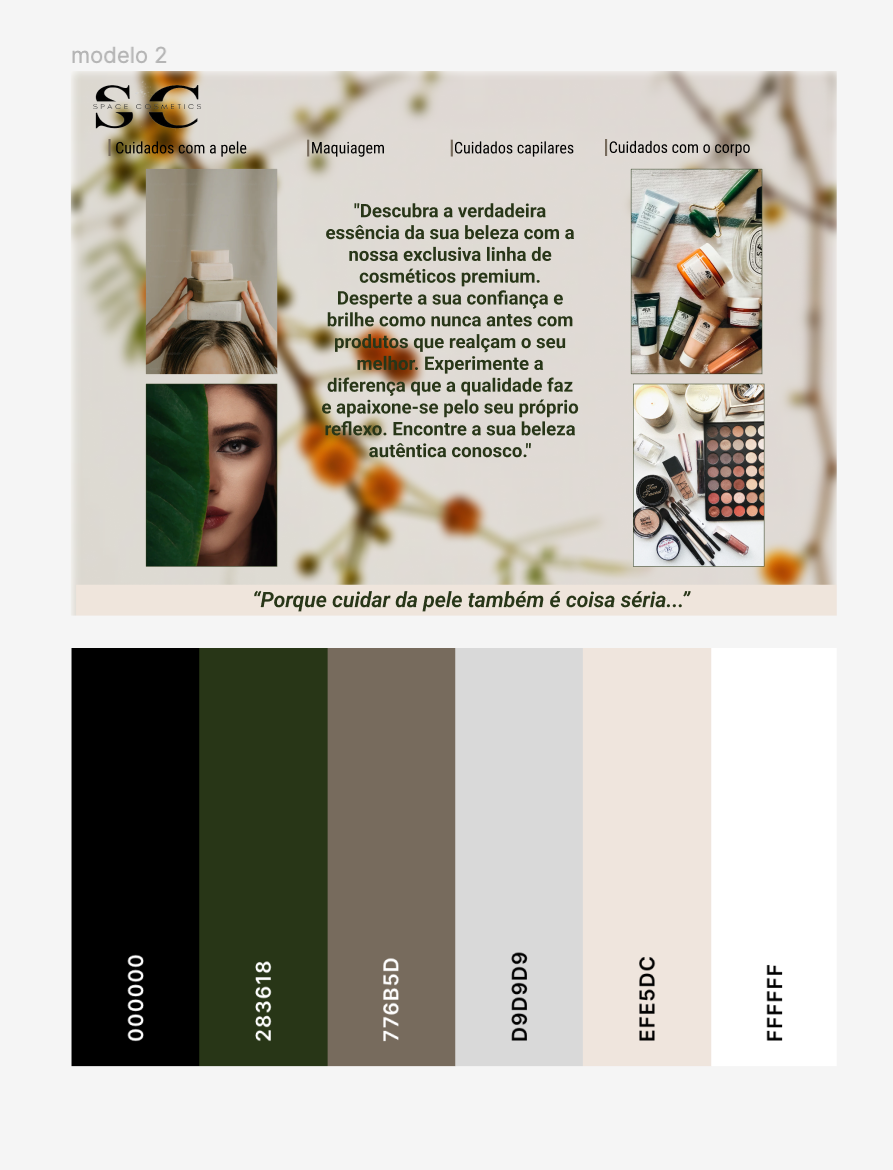 modelo 2
SC
SPACE COSMETICS
Cuidados com a pele
Maquiagem
Cuidados capilares
Cuidados com o corpo
"Descubra a verdadeira
essência da sua beleza com a
nossa exclusiva linha de
cosméticos premium.
Desperte a sua confiança e
brilhe como nunca antes com
produtos que realçam o seu
melhor. Experimente a
diferença que a qualidade faz
e apaixone-se pelo seu próprio
reflexo. Encontre a sua beleza
autêntica conosco."
“Porque cuidar da pele também é coisa séria...”
000000
283618
776B5D
D9D9D9
EFE5DC
FFFFFF